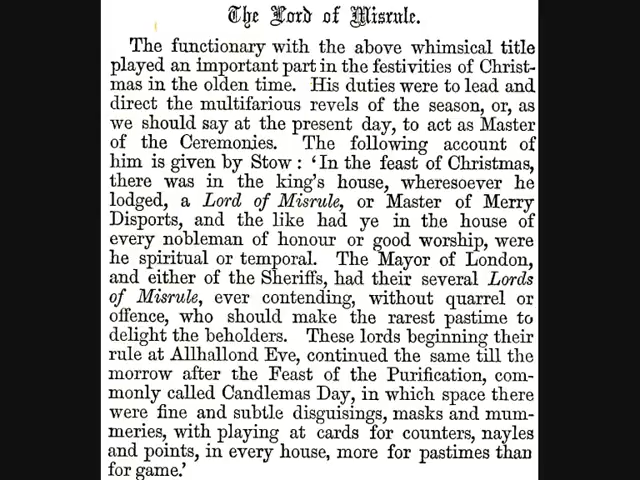 The Lord of Misrule.
The functionary with the above whimsical title
played an important part in the festivities of Christ-
mas in the olden time. His duties were to lead and
direct the multifarious revels of the season, or, as
we should say at the present day, to act as Master
of the Ceremonies. The following account of
him is given by Stow: ‘In the feast of Christmas,
there was in the king's house, wheresoever he
lodged, a Lord of Misrule, or Master of Merry
Disports, and the like had ye in the house of
every nobleman of honour or good worship, were
he spiritual or temporal. The Mayor of London,
and either of the Sheriffs, had their several Lords
of Misrule, ever contending, without quarrel or
offence, who should make the rarest pastime to
delight the beholders. These lords beginning their
rule at Allhallond Eve, continued the same till the
morrow after the Feast of the Purification, com-
monly called Candlemas Day, in which space there
were fine and subtle disguisings, masks and mum-
meries, with playing at cards for counters, nayles
and points, in every house, more for pastimes than
for game.’